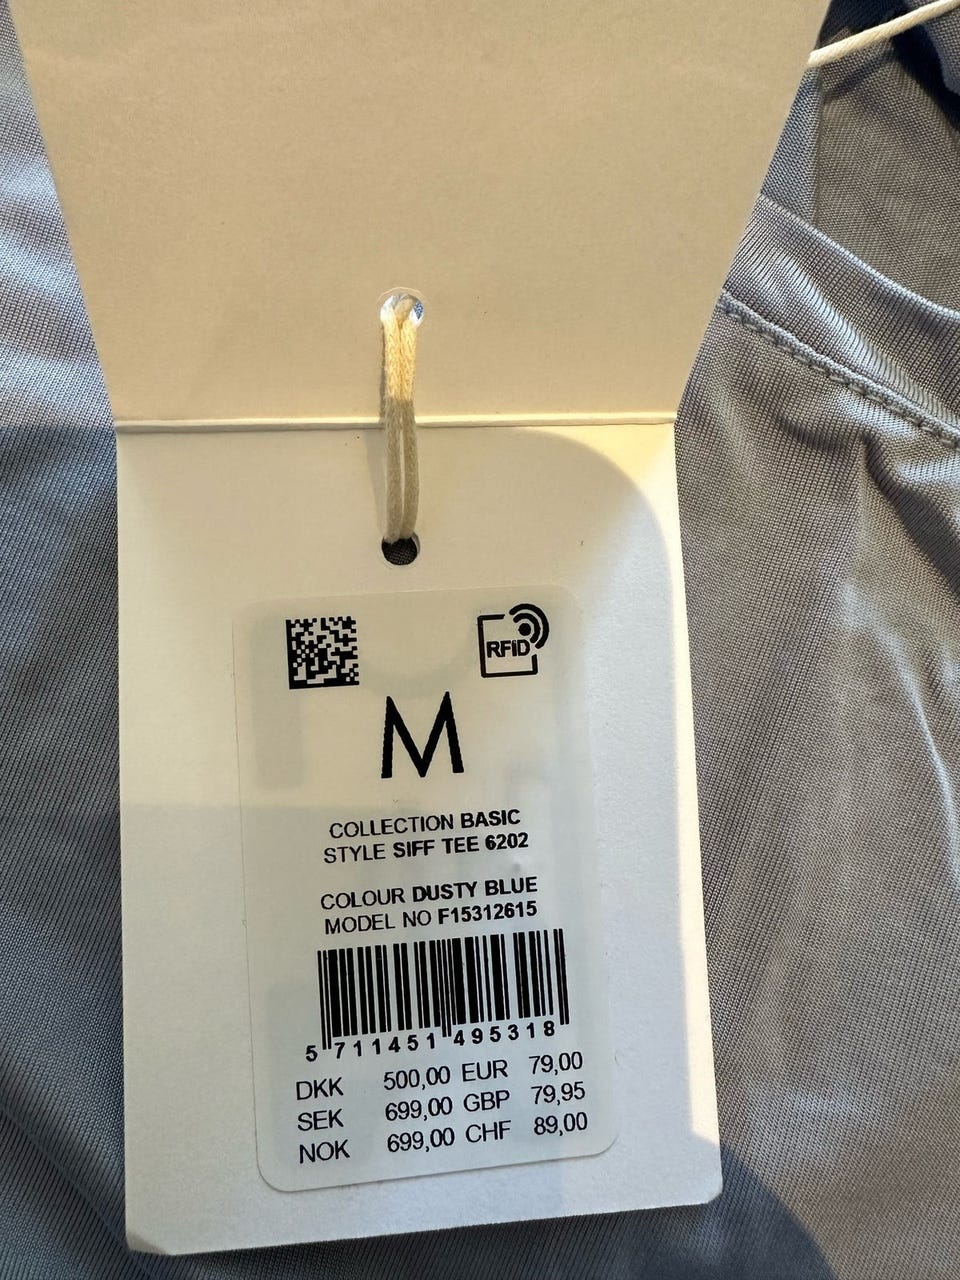 RFID
M
COLLECTION BASIC
STYLE SIFF TEE 6202
COLOUR DUSTY BLUE
MODEL NO F15312615
5 711451 495318
DKK 500,00 EUR 79,00
SEK 699,00 GBP 79,95
NOK 699,00 CHF 89,00